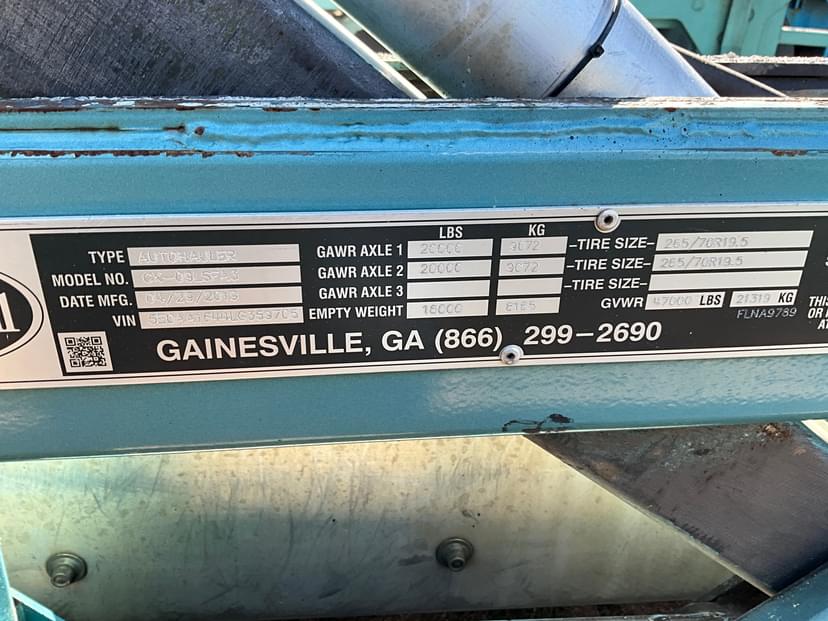 LBS KG
TYPE AUTOHAULER GAWR AXLE 1 20000 9072 -TIRE SIZE- 265/70R19.5
MODEL NO. GAWR AXLE 2 20000 9072 -TIRE SIZE- 265/70R19.5
DATE MFG. GAWR AXLE 3 -TIRE SIZE-
VIN EMPTY WEIGHT 18000 8165 GVWR 47000 LBS 21319 KG
FLNA9789
GAINESVILLE, GA (866) 299-2690